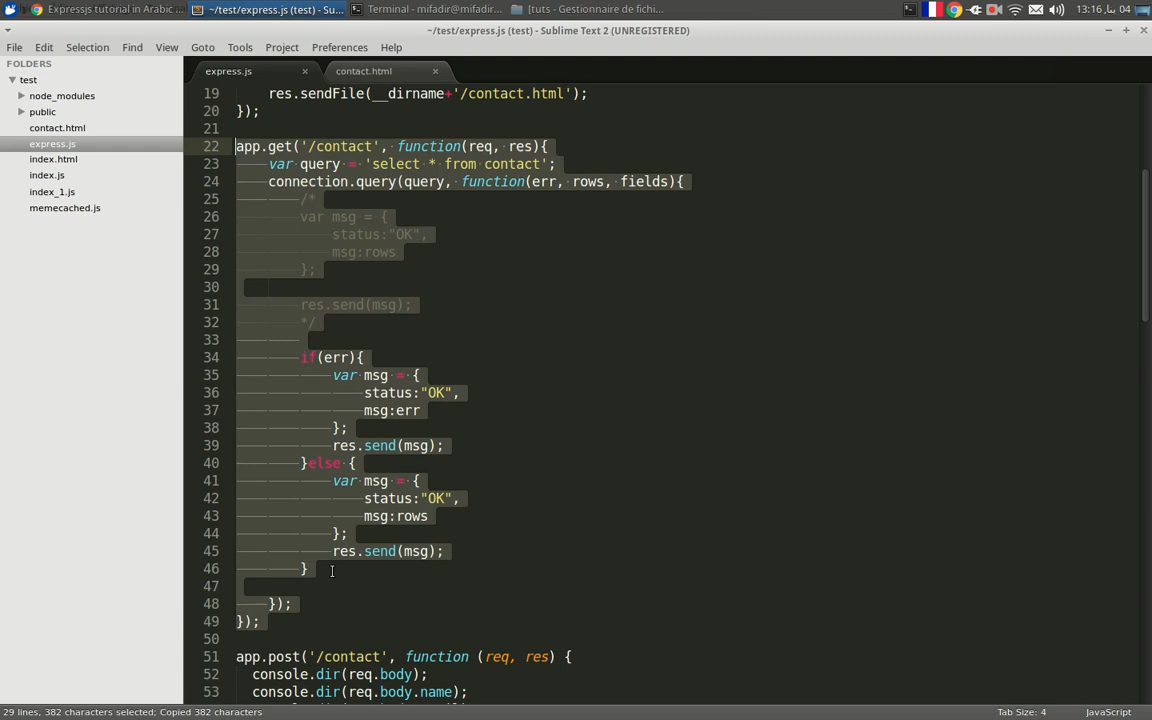 Expressjs tutorial in Arabic ...
~/test/express.js (test) - Su...
Terminal - mifadir@mifadir...
[tuts - Gestionnaire de fichi...
04 ينا, 13:16
~/test/express.js (test) - Sublime Text 2 (UNREGISTERED)
File Edit Selection Find View Goto Tools Project Preferences Help
FOLDERS
test
node_modules
public
contact.html
express.js
index.html
index.js
index_1.js
memecached.js
express.js × contact.html ×
19 res.sendFile(__dirname+'/contact.html');
20 });
21
22 app.get('/contact', function(req, res){
23 var query = 'select * from contact';
24 connection.query(query, function(err, rows, fields){
25 /*
26 var msg = {
27 status:"OK",
28 msg:rows
29 };
30
31 res.send(msg);
32 */
33
34 if(err){
35 var msg = {
36 status:"OK",
37 msg:err
38 };
39 res.send(msg);
40 }else {
41 var msg = {
42 status:"OK",
43 msg:rows
44 };
45 res.send(msg);
46 }
47
48 });
49 });
50
51 app.post('/contact', function (req, res) {
52 console.dir(req.body);
53 console.dir(req.body.name);
29 lines, 382 characters selected; Copied 382 characters
Tab Size: 4 JavaScript